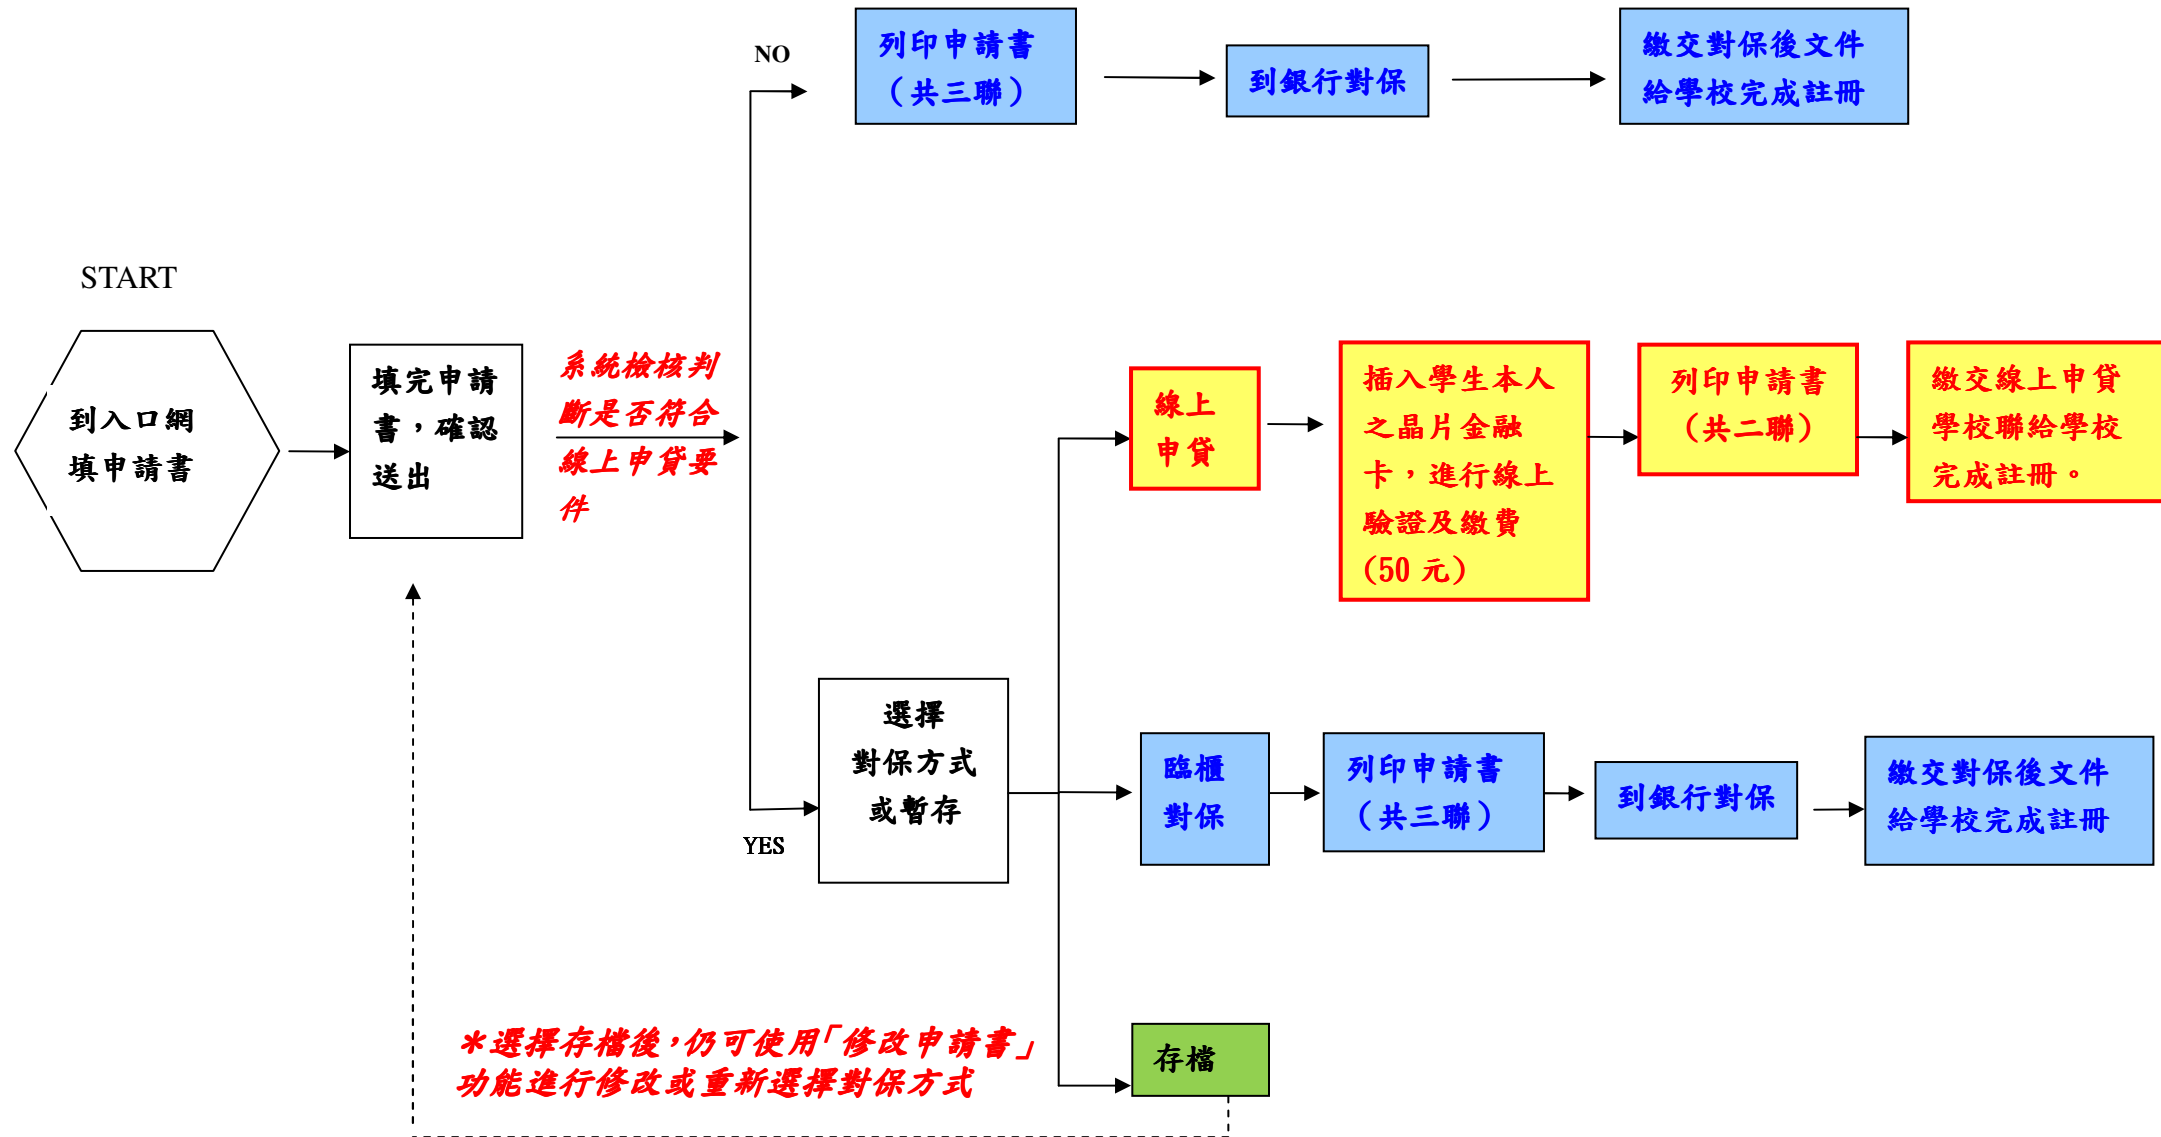 START
到入口網
填申請書
填完申請
書，確認
送出
系統檢核判
斷是否符合
線上申貸要
件
NO
列印申請書
（共三聯）
到銀行對保
繳交對保後文件
給學校完成註冊
YES
選擇
對保方式
或暫存
線上
申貸
插入學生本人
之晶片金融
卡，進行線上
驗證及繳費
(50 元)
列印申請書
（共二聯）
繳交線上申貸
學校聯給學校
完成註冊。
臨櫃
對保
列印申請書
（共三聯）
到銀行對保
繳交對保後文件
給學校完成註冊
存檔
＊選擇存檔後，仍可使用「修改申請書」
功能進行修改或重新選擇對保方式